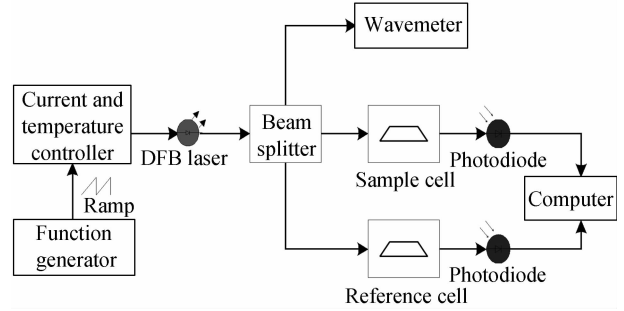 Wavemeter
Current and
temperature
controller
DFB laser
Beam
splitter
Photodiode
Sample cell
Computer
Ramp
Function
generator
Photodiode
Reference cell